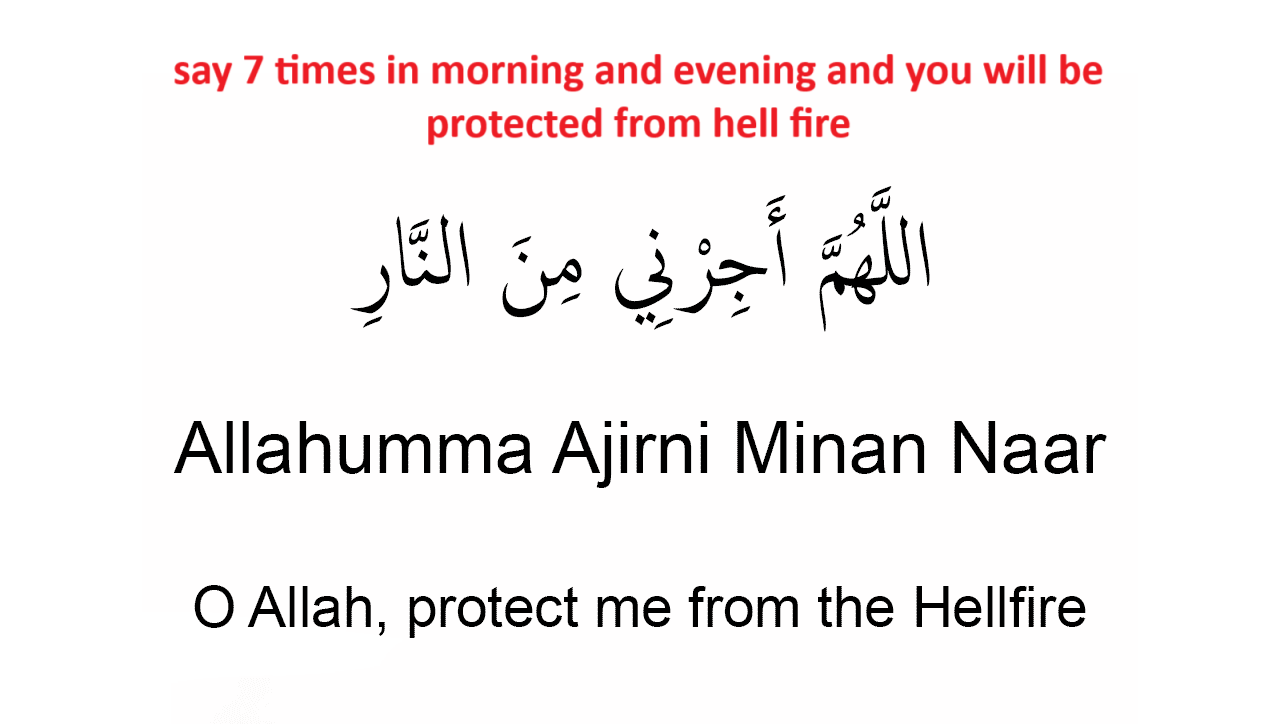 say 7 times in morning and evening and you will be
protected from hell fire
اللَّهُمَّ أَجِرْنِي مِنَ النَّارِ
Allahumma Ajirni Minan Naar
O Allah, protect me from the Hellfire